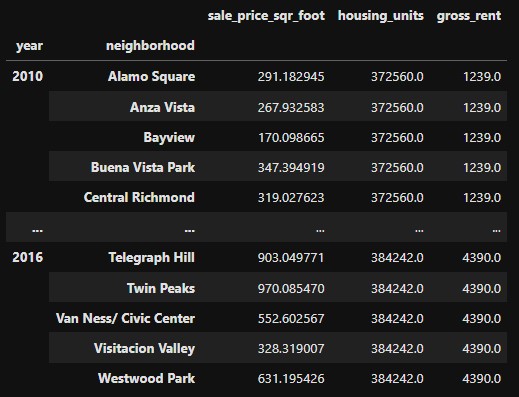 sale_price_sqr_foot housing_units gross_rent
year neighborhood
2010 Alamo Square 291.182945 372560.0 1239.0
Anza Vista 267.932583 372560.0 1239.0
Bayview 170.098665 372560.0 1239.0
Buena Vista Park 347.394919 372560.0 1239.0
Central Richmond 319.027623 372560.0 1239.0
... ... ... ... ...
2016 Telegraph Hill 903.049771 384242.0 4390.0
Twin Peaks 970.085470 384242.0 4390.0
Van Ness/ Civic Center 552.602567 384242.0 4390.0
Visitacion Valley 328.319007 384242.0 4390.0
Westwood Park 631.195426 384242.0 4390.0